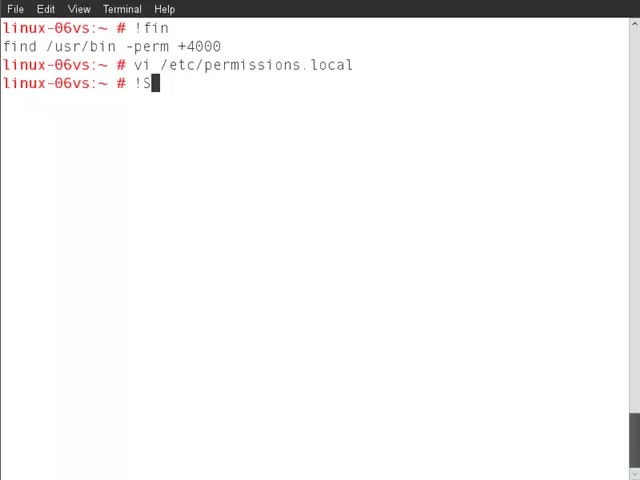 File Edit View Terminal Help
linux-06vs:~ # !fin
find /usr/bin -perm +4000
linux-06vs:~ # vi /etc/permissions.local
linux-06vs:~ # !S